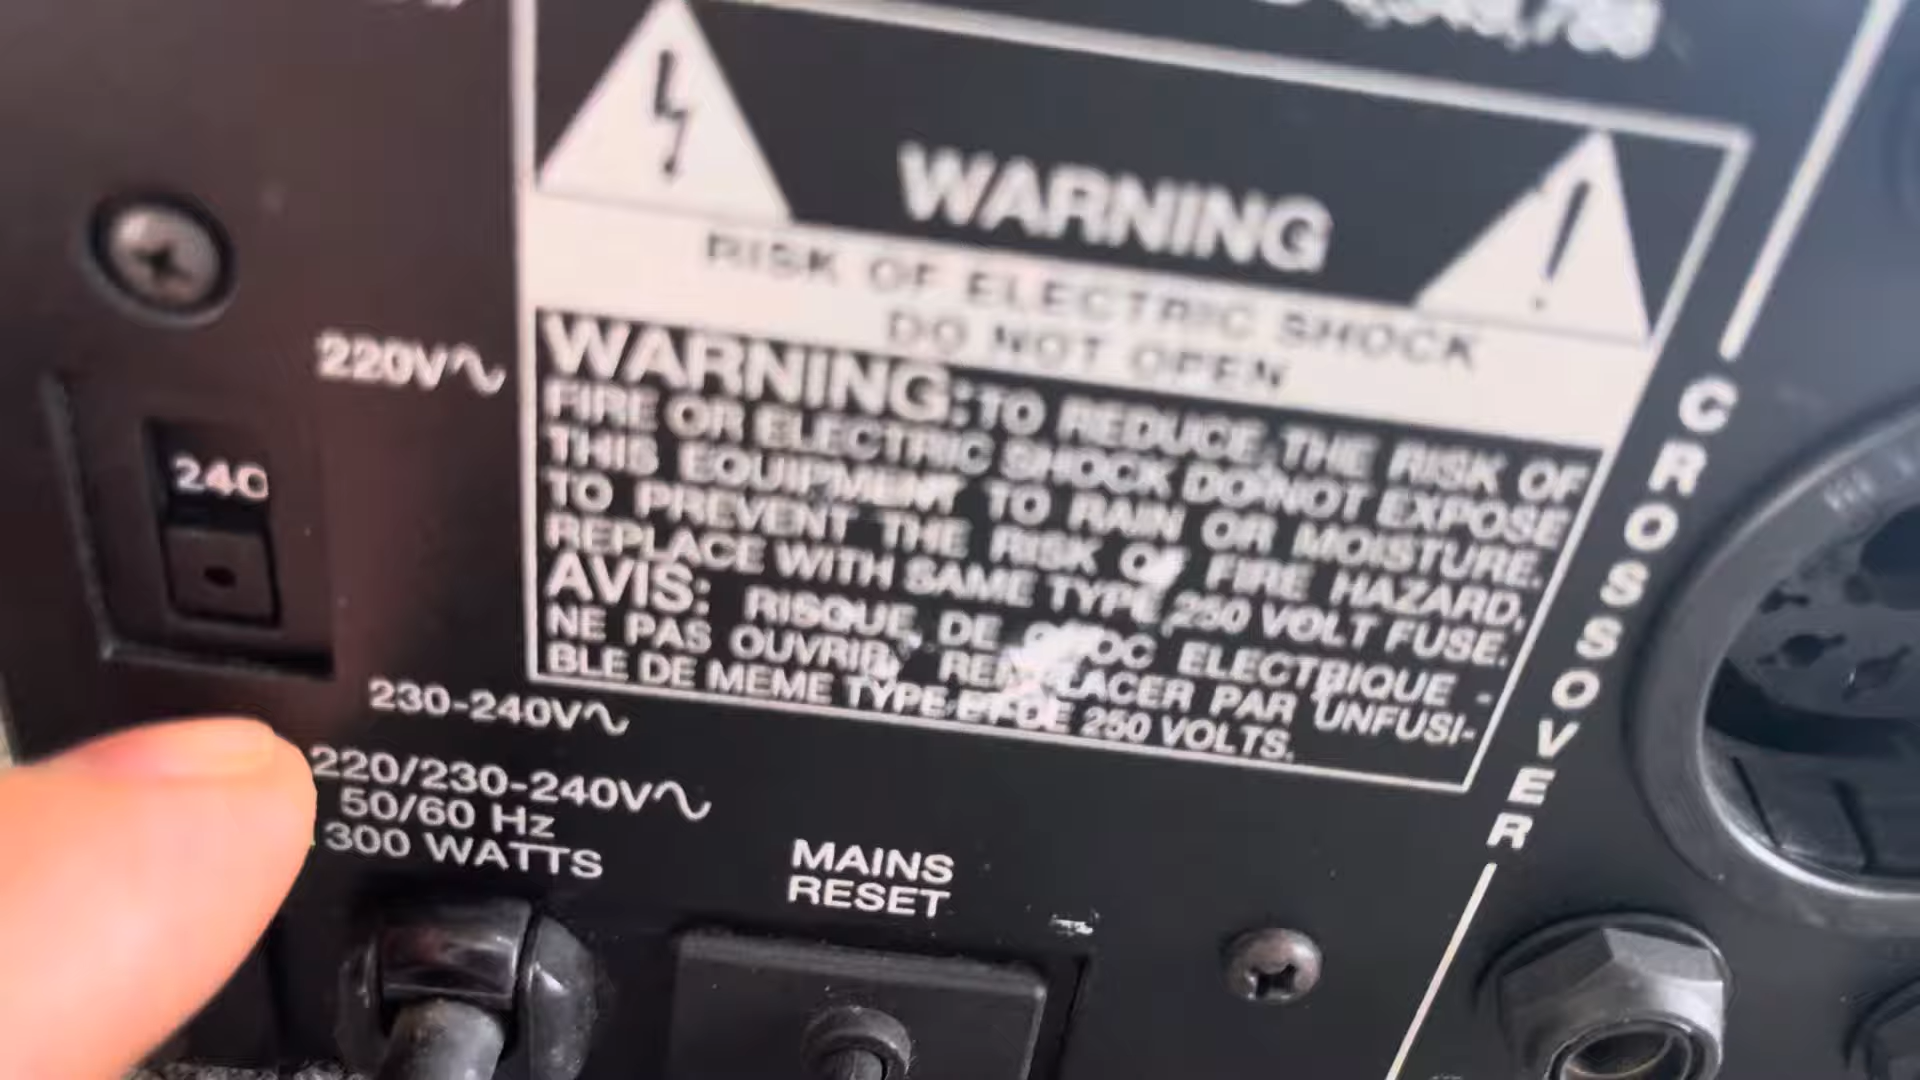 WARNING
RISK OF ELECTRIC SHOCK
DO NOT OPEN
WARNING: TO REDUCE THE RISK OF
FIRE OR ELECTRIC SHOCK DO NOT EXPOSE
THIS EQUIPMENT TO RAIN OR MOISTURE.
TO PREVENT THE RISK OF FIRE HAZARD,
REPLACE WITH SAME TYPE, 250 VOLT FUSE.
AVIS: RISQUE DE CHOC ELECTRIQUE -
NE PAS OUVRIR. REMPLACER PAR UNFUSI-
BLE DE MEME TYPE ET DE 250 VOLTS.
220V
240
230-240V
220/230-240V
50/60 Hz
300 WATTS
MAINS
RESET
CROSSOVER